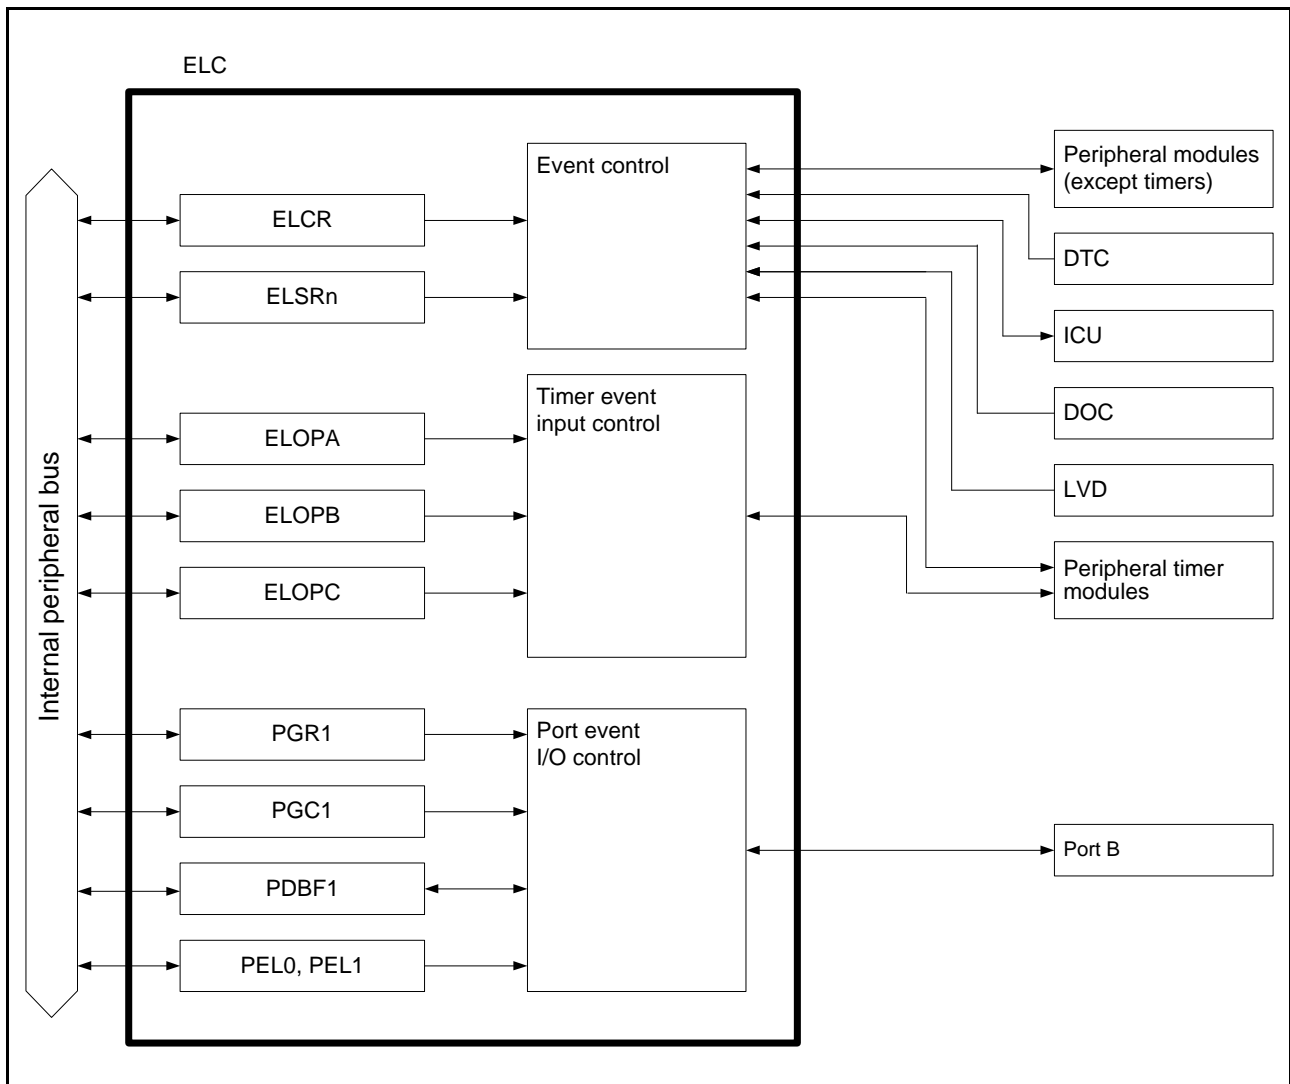 ELC
Internal peripheral bus
ELCR
ELSRn
ELOPA
ELOPB
ELOPC
PGR1
PGC1
PDBF1
PEL0, PEL1
Event control
Timer event
input control
Port event
I/O control
Peripheral modules
(except timers)
DTC
ICU
DOC
LVD
Peripheral timer
modules
Port B